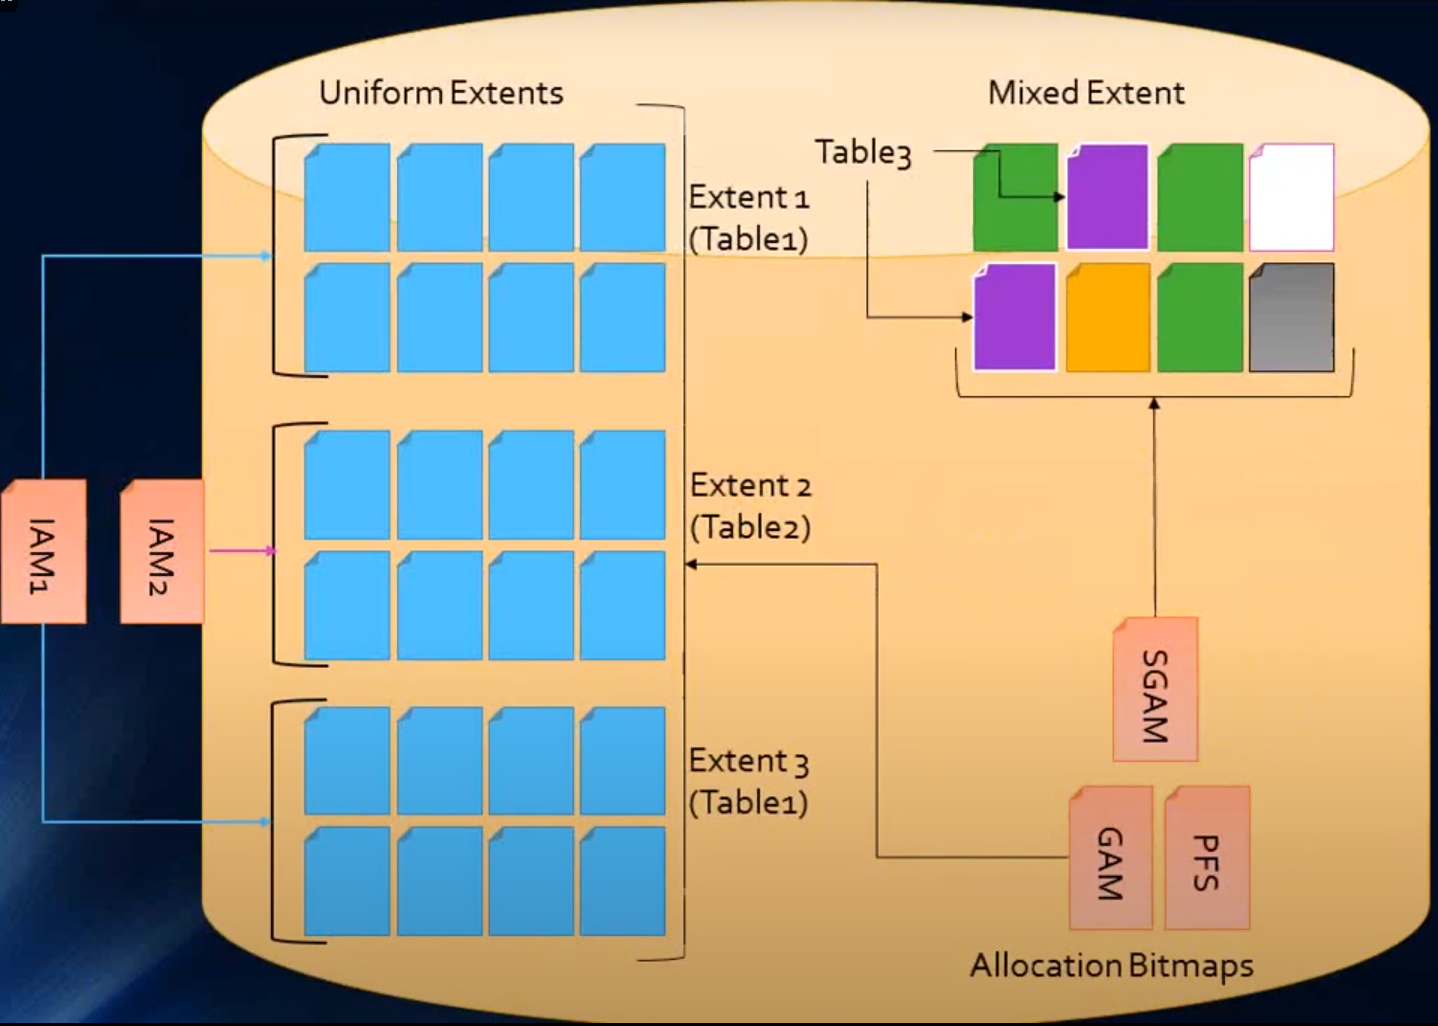 Uniform Extents
Mixed Extent
Table3
Extent 1
(Table1)
Extent 2
(Table2)
IAM1
IAM2
Extent 3
(Table1)
SGAM
GAM
PFS
Allocation Bitmaps